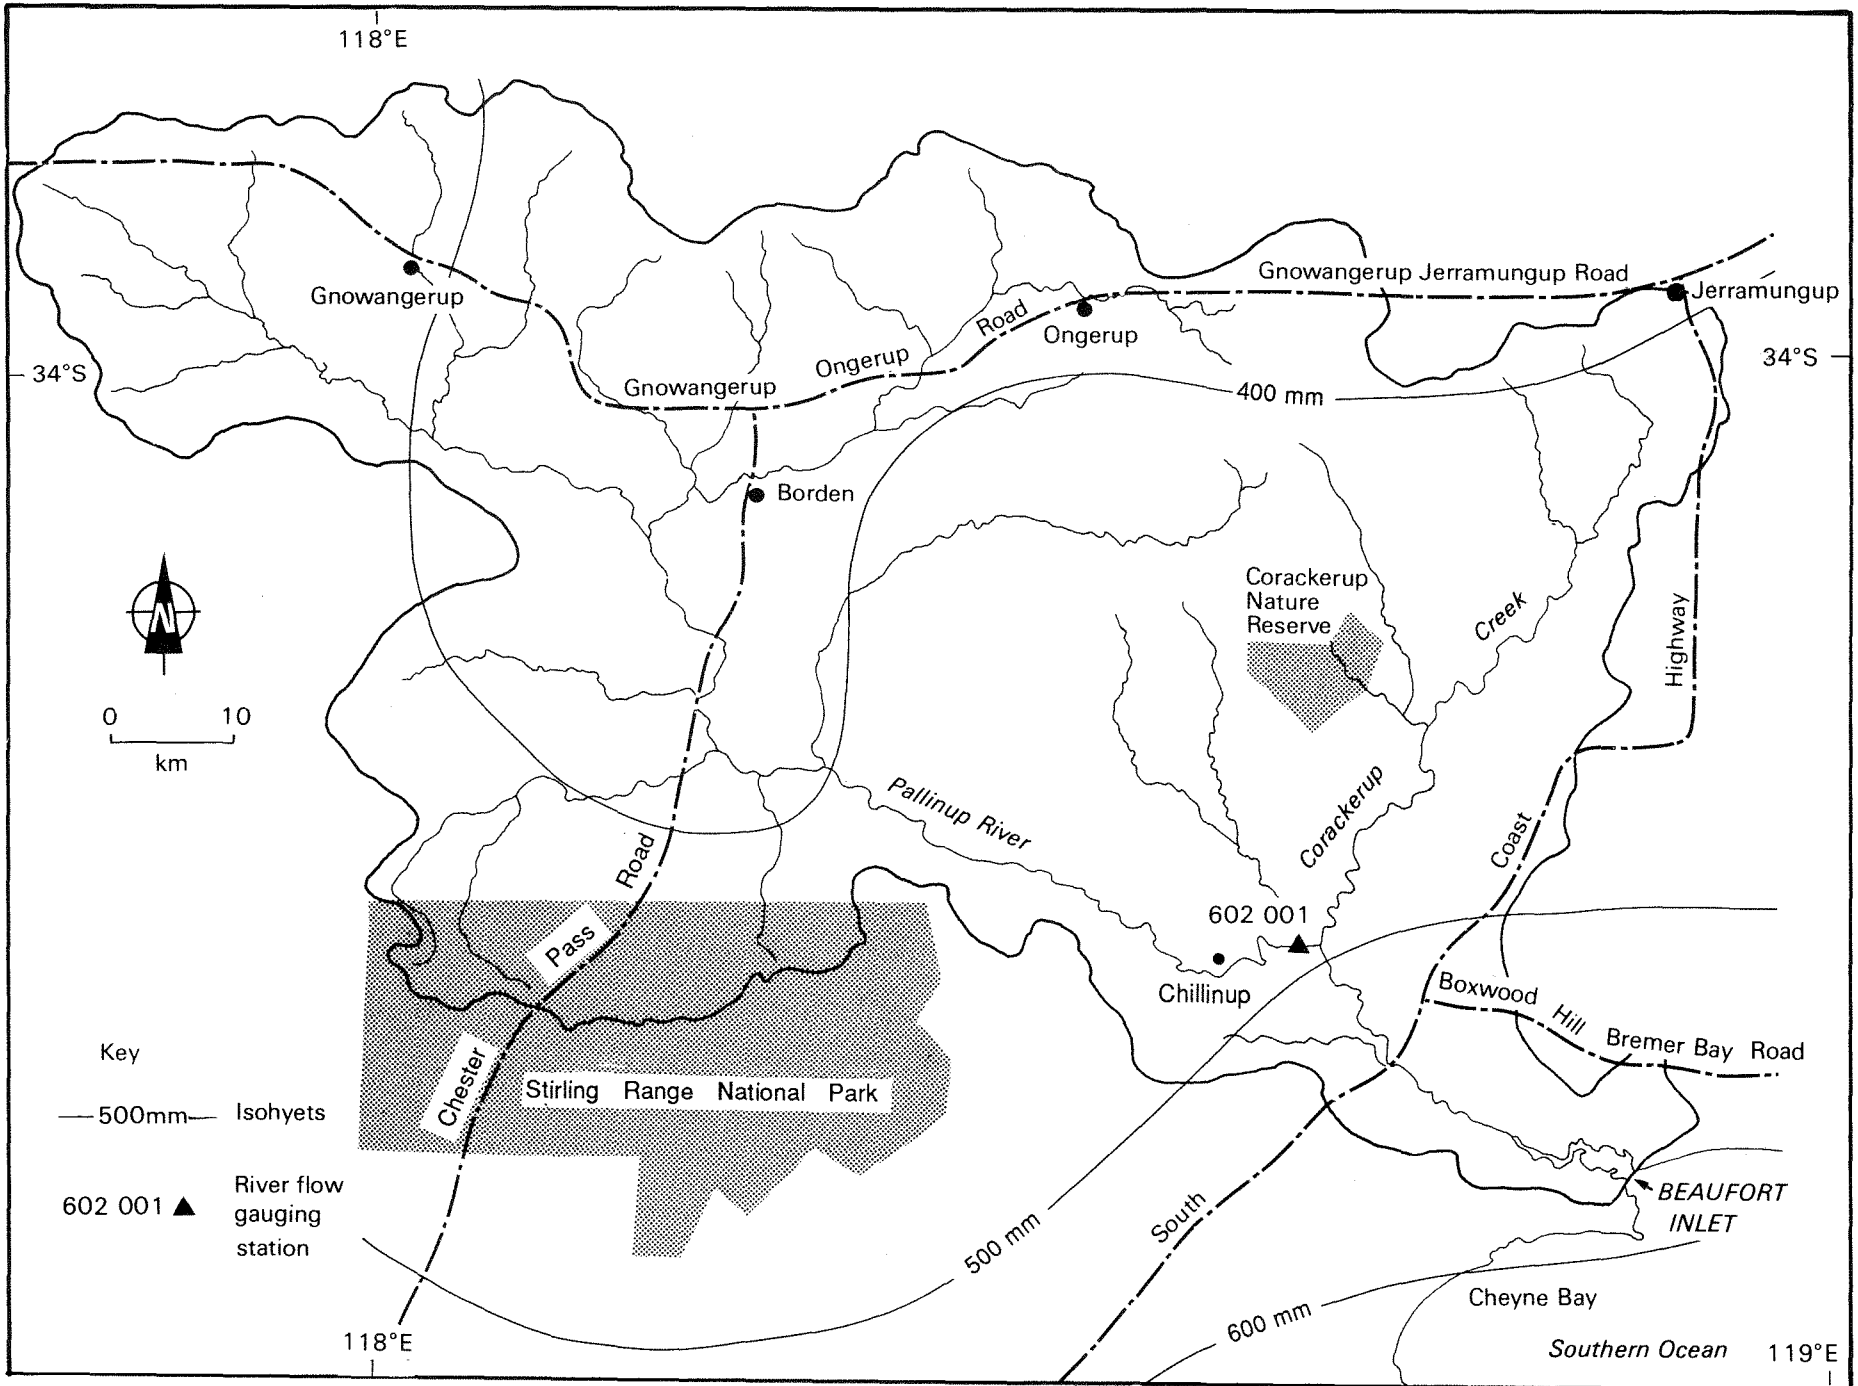 118°E
Gnowangerup Jerramungup Road
Jerramungup
Gnowangerup
Road
Ongerup
Ongerup
34°S
34°S
Gnowangerup
400 mm
Borden
Corackerup
Nature
Reserve
Creek
Highway
N
0 10
km
Pallinup River
Corackerup
Coast
Road
602 001
Pass
Chillinup
Boxwood
Hill
Bremer Bay Road
Key
Chester
Stirling Range National Park
500mm
Isohyets
602 001
River flow
gauging
station
BEAUFORT
INLET
South
500 mm
600 mm
Cheyne Bay
Southern Ocean
118°E
119°E